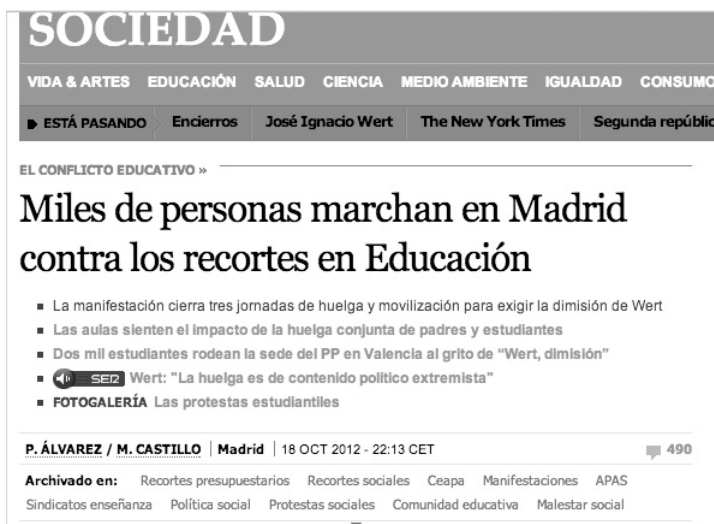 SOCIEDAD
VIDA & ARTES EDUCACIÓN SALUD CIENCIA MEDIO AMBIENTE IGUALDAD CONSUMO
ESTÁ PASANDO Encierros José Ignacio Wert The New York Times Segunda repúblic
EL CONFLICTO EDUCATIVO »
Miles de personas marchan en Madrid
contra los recortes en Educación
La manifestación cierra tres jornadas de huelga y movilización para exigir la dimisión de Wert
Las aulas sienten el impacto de la huelga conjunta de padres y estudiantes
Dos mil estudiantes rodean la sede del PP en Valencia al grito de “Wert, dimisión”
SER Wert: "La huelga es de contenido político extremista"
FOTOGALERÍA Las protestas estudiantiles
P. ÁLVAREZ / M. CASTILLO | Madrid | 18 OCT 2012 - 22:13 CET 490
Archivado en: Recortes presupuestarios Recortes sociales Ceapa Manifestaciones APAS
Sindicatos enseñanza Política social Protestas sociales Comunidad educativa Malestar social